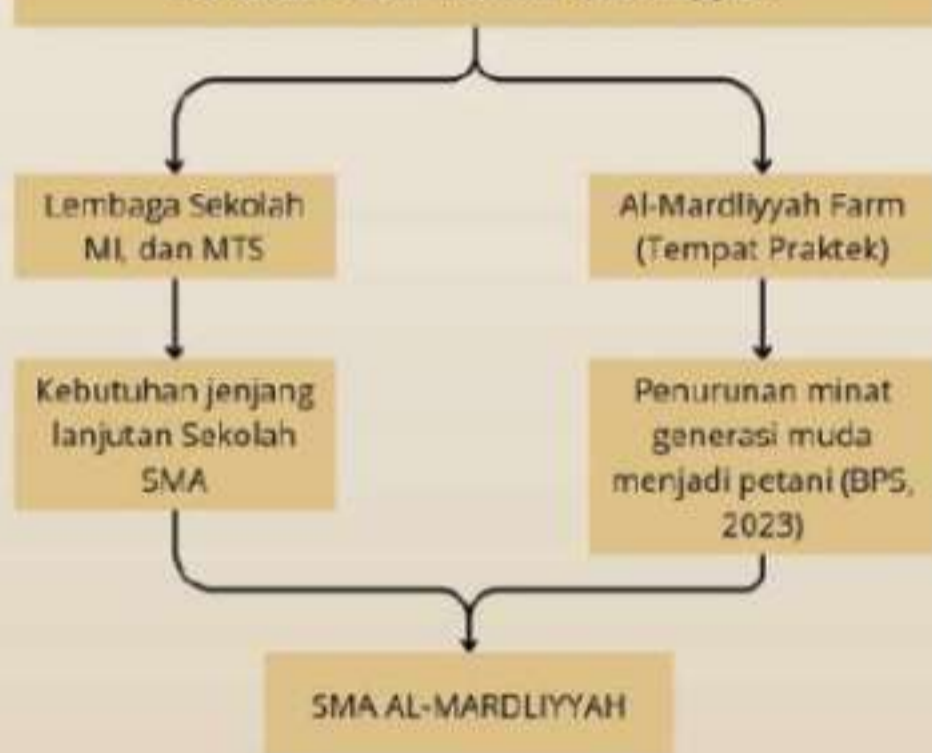 Lembaga Sekolah
MI, dan MTS
Al-Mardliyyah Farm
(Tempat Praktek)
Kebutuhan jenjang
lanjutan Sekolah
SMA
Penurunan minat
generasi muda
menjadi petani (BPS,
2023)
SMA AL-MARDLIYYAH